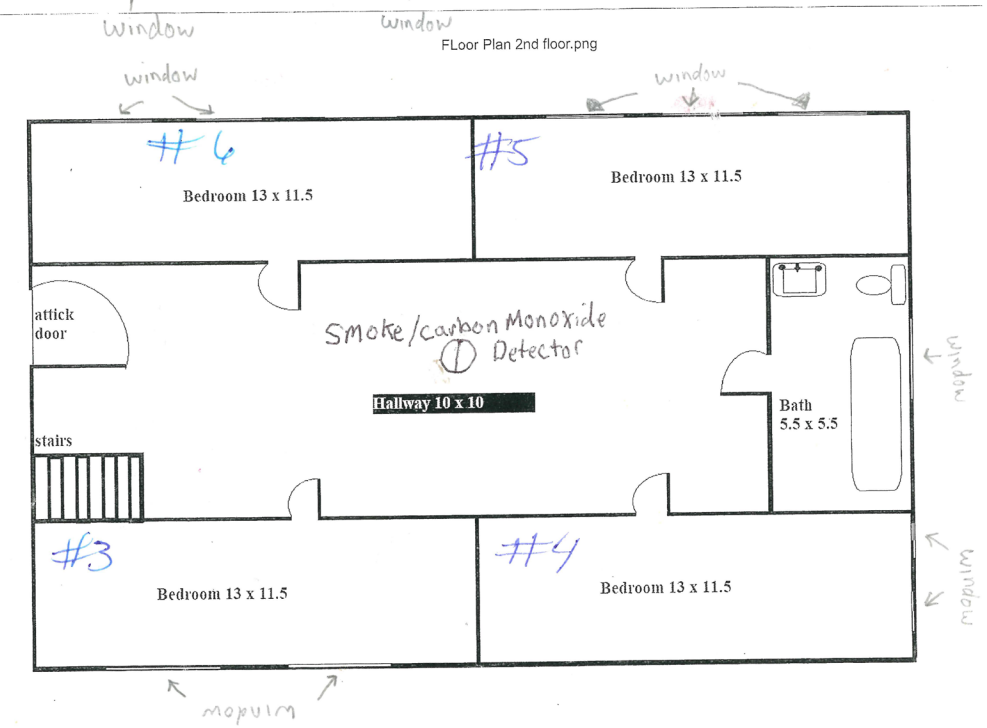 window
window
FLoor Plan 2nd floor.png
window
window
#6
#5
Bedroom 13 x 11.5
Bedroom 13 x 11.5
attick
door
Smoke/carbon Monoxide
Detector
window
Hallway 10 x 10
Bath
5.5 x 5.5
stairs
#3
#4
window
Bedroom 13 x 11.5
Bedroom 13 x 11.5
window